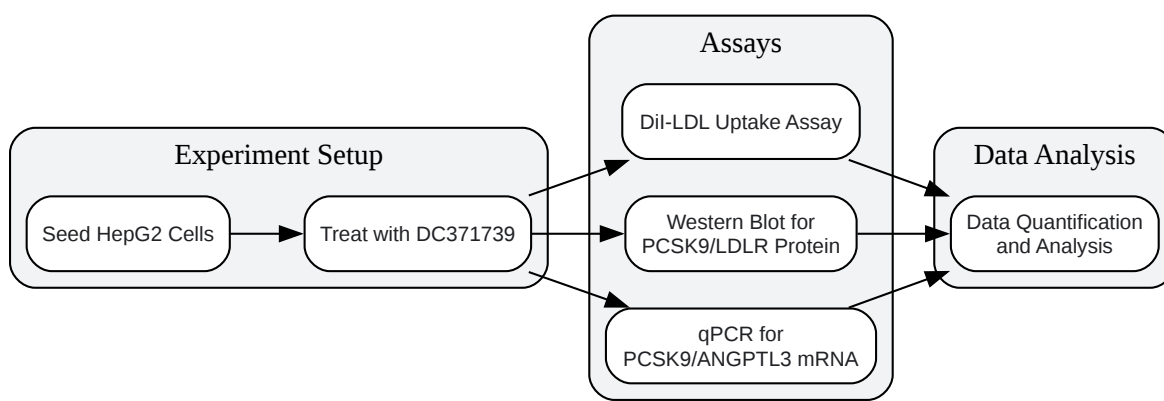 Experiment Setup
Seed HepG2 Cells
Treat with DC371739
Assays
DiI-LDL Uptake Assay
Western Blot for
PCSK9/LDLR Protein
qPCR for
PCSK9/ANGPTL3 mRNA
Data Analysis
Data Quantification
and Analysis